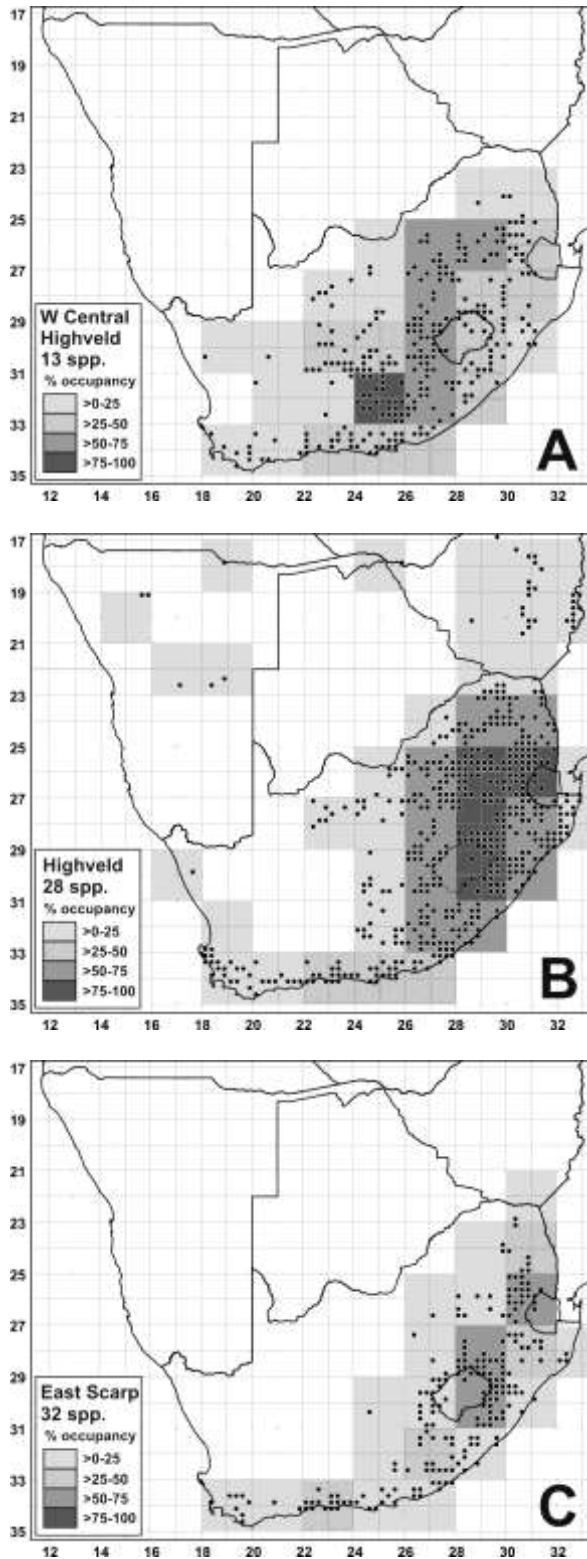 17
19
21
23
25
27
29
31
33
35
W Central
Highveld
13 spp.
% occupancy
>0-25
>25-50
>50-75
>75-100
A
12 14 16 18 20 22 24 26 28 30 32
17
19
21
23
25
27
29
31
33
35
Highveld
28 spp.
% occupancy
>0-25
>25-50
>50-75
>75-100
B
12 14 16 18 20 22 24 26 28 30 32
17
19
21
23
25
27
29
31
33
35
East Scarp
32 spp.
% occupancy
>0-25
>25-50
>50-75
>75-100
C
12 14 16 18 20 22 24 26 28 30 32